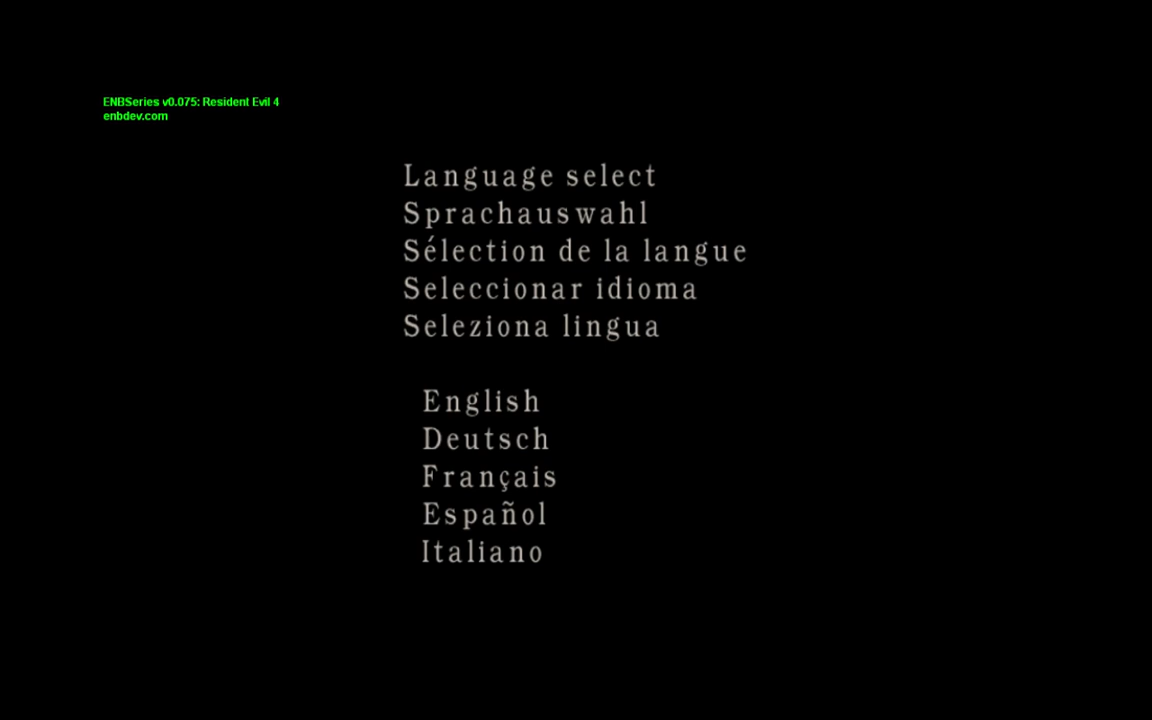 ENBSeries v0.075: Resident Evil 4
enbdev.com
Language select
Sprachauswahl
Sélection de la langue
Seleccionar idioma
Seleziona lingua
English
Deutsch
Français
Español
Italiano